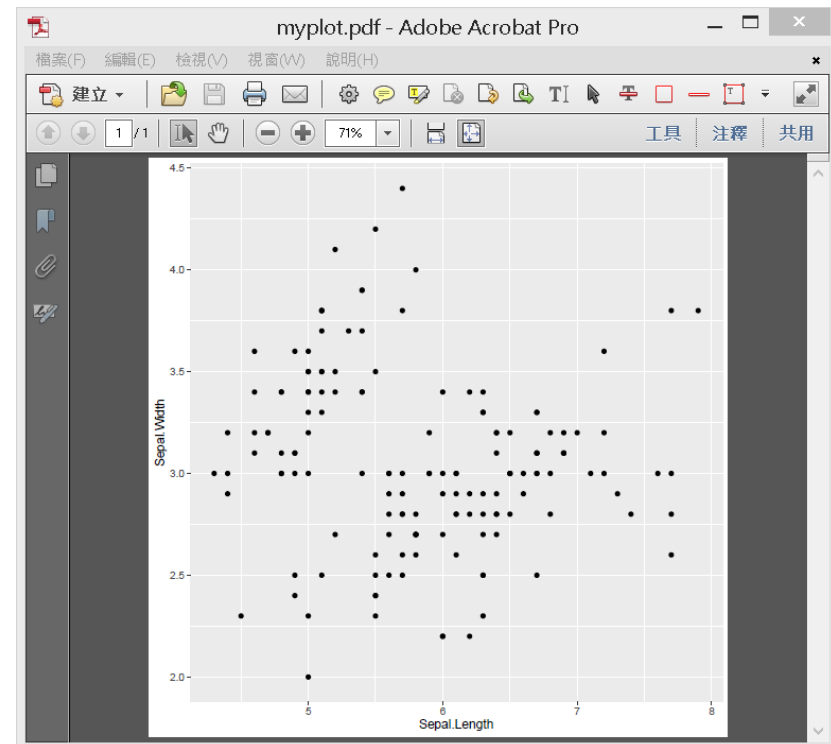 myplot.pdf - Adobe Acrobat Pro
檔案(F) 編輯(E) 檢視(V) 視窗(W) 說明(H)
建立
1 / 1 71% 工具 注釋 共用
4.5
4.0
3.5
3.0
2.5
2.0
Sepal.Width
5 6 7 8
Sepal.Length